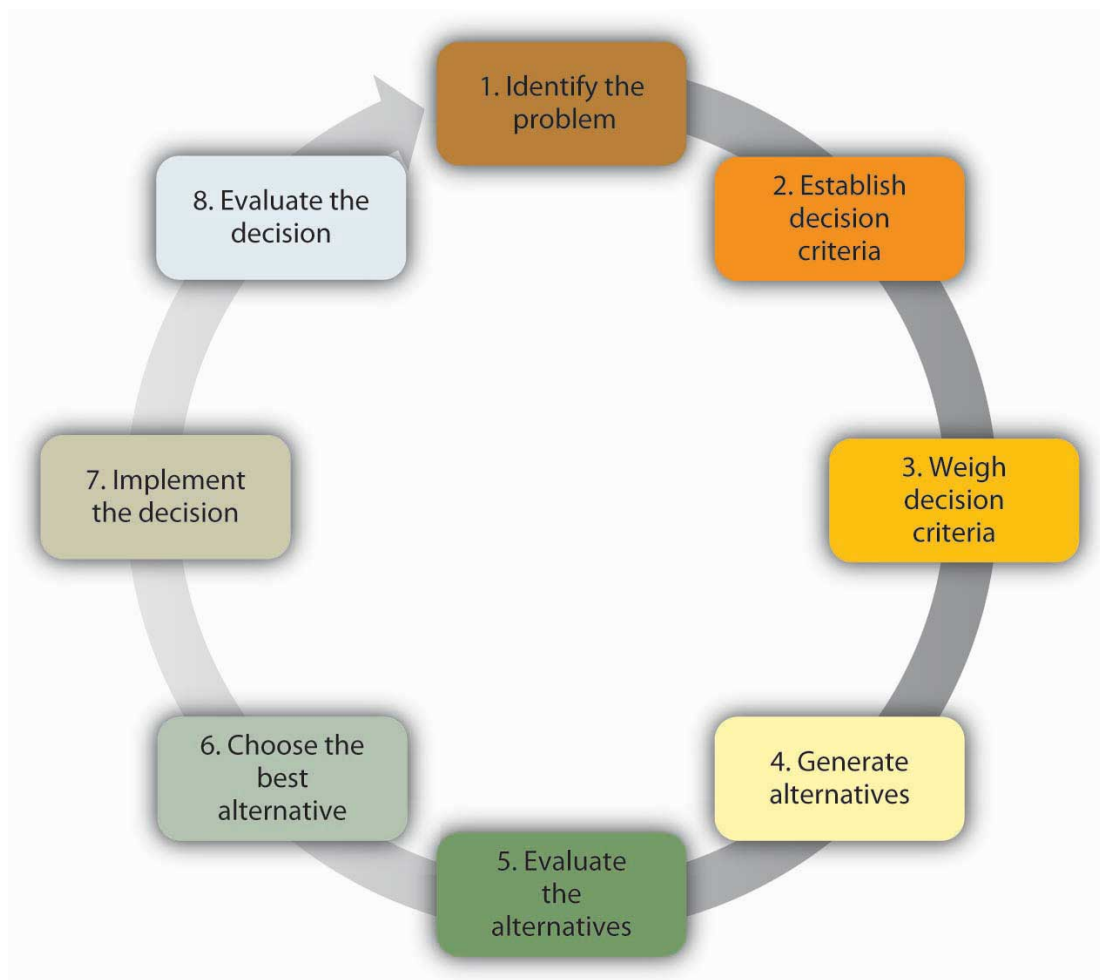 1. Identify the
problem
2. Establish
decision
criteria
3. Weigh
decision
criteria
4. Generate
alternatives
5. Evaluate
the
alternatives
6. Choose the
best
alternative
7. Implement
the decision
8. Evaluate the
decision